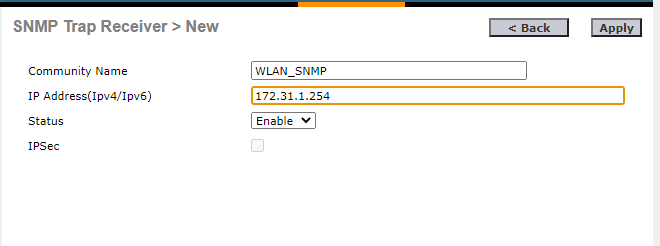 SNMP Trap Receiver > New
< Back
Apply
Community Name
WLAN_SNMP
IP Address(Ipv4/Ipv6)
172.31.1.254
Status
Enable
IPSec